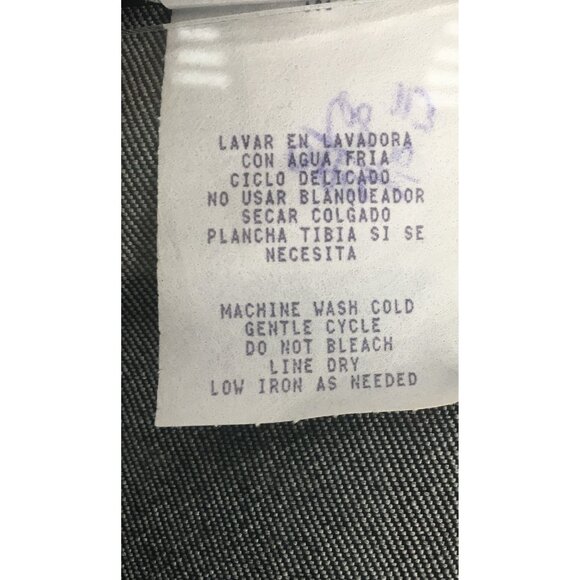 LAVAR EN LAVADORA
CON AGUA FRIA
CICLO DELICADO
NO USAR BLANQUEADOR
SECAR COLGADO
PLANCHA TIBIA SI SE
NECESITA
MACHINE WASH COLD
GENTLE CYCLE
DO NOT BLEACH
LINE DRY
LOW IRON AS NEEDED